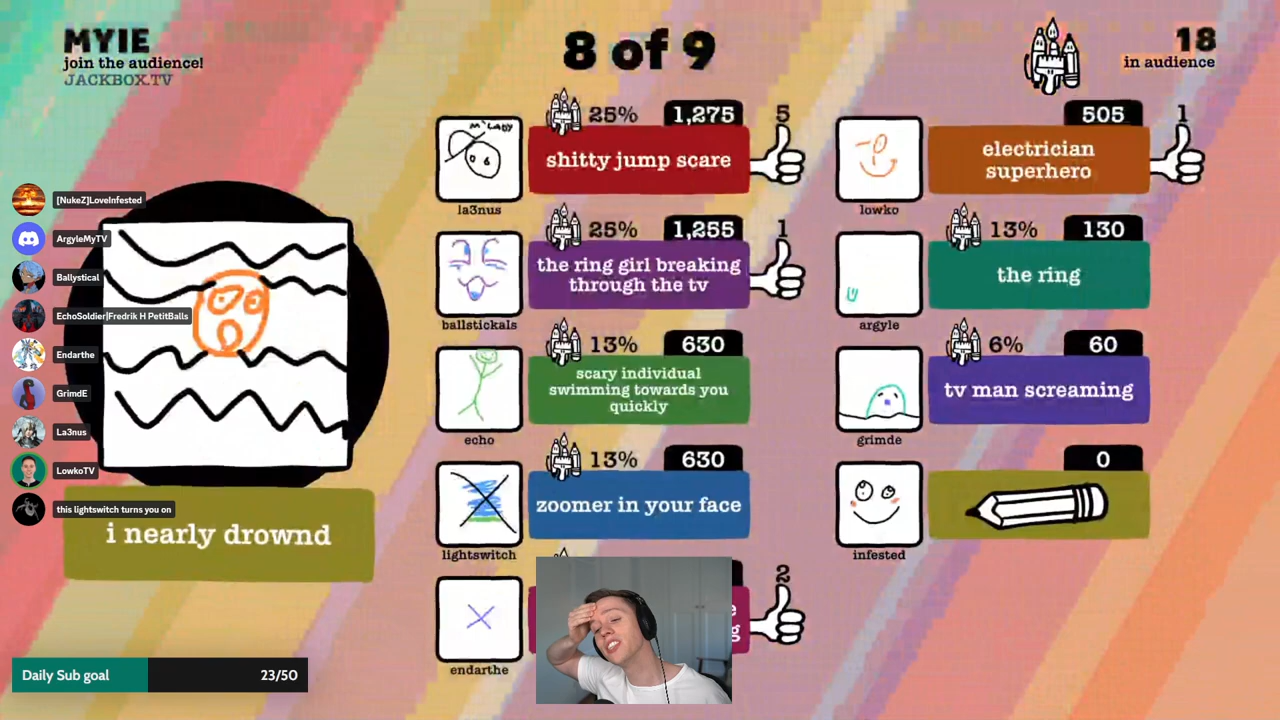 MYIE
join the audience!
JACKBOX.TV
8 of 9
18
in audience
[NukeZ]LoveInfested
ArgyleMyTV
Ballystical
EchoSoldier|Fredrik H PetitBalls
Endarthe
GrimdE
La3nus
LowkoTV
this lightswitch turns you on
i nearly drownd
Daily Sub goal
23/50
M'LADY
25%
1,275
5
shitty jump scare
la3nus
25%
1,255
1
the ring girl breaking
through the tv
ballstickals
13%
630
scary individual
swimming towards you
quickly
echo
13%
630
zoomer in your face
lightswitch
2
endarthe
505
1
electrician
superhero
lowko
13%
130
the ring
argyle
6%
60
tv man screaming
grimde
0
infested